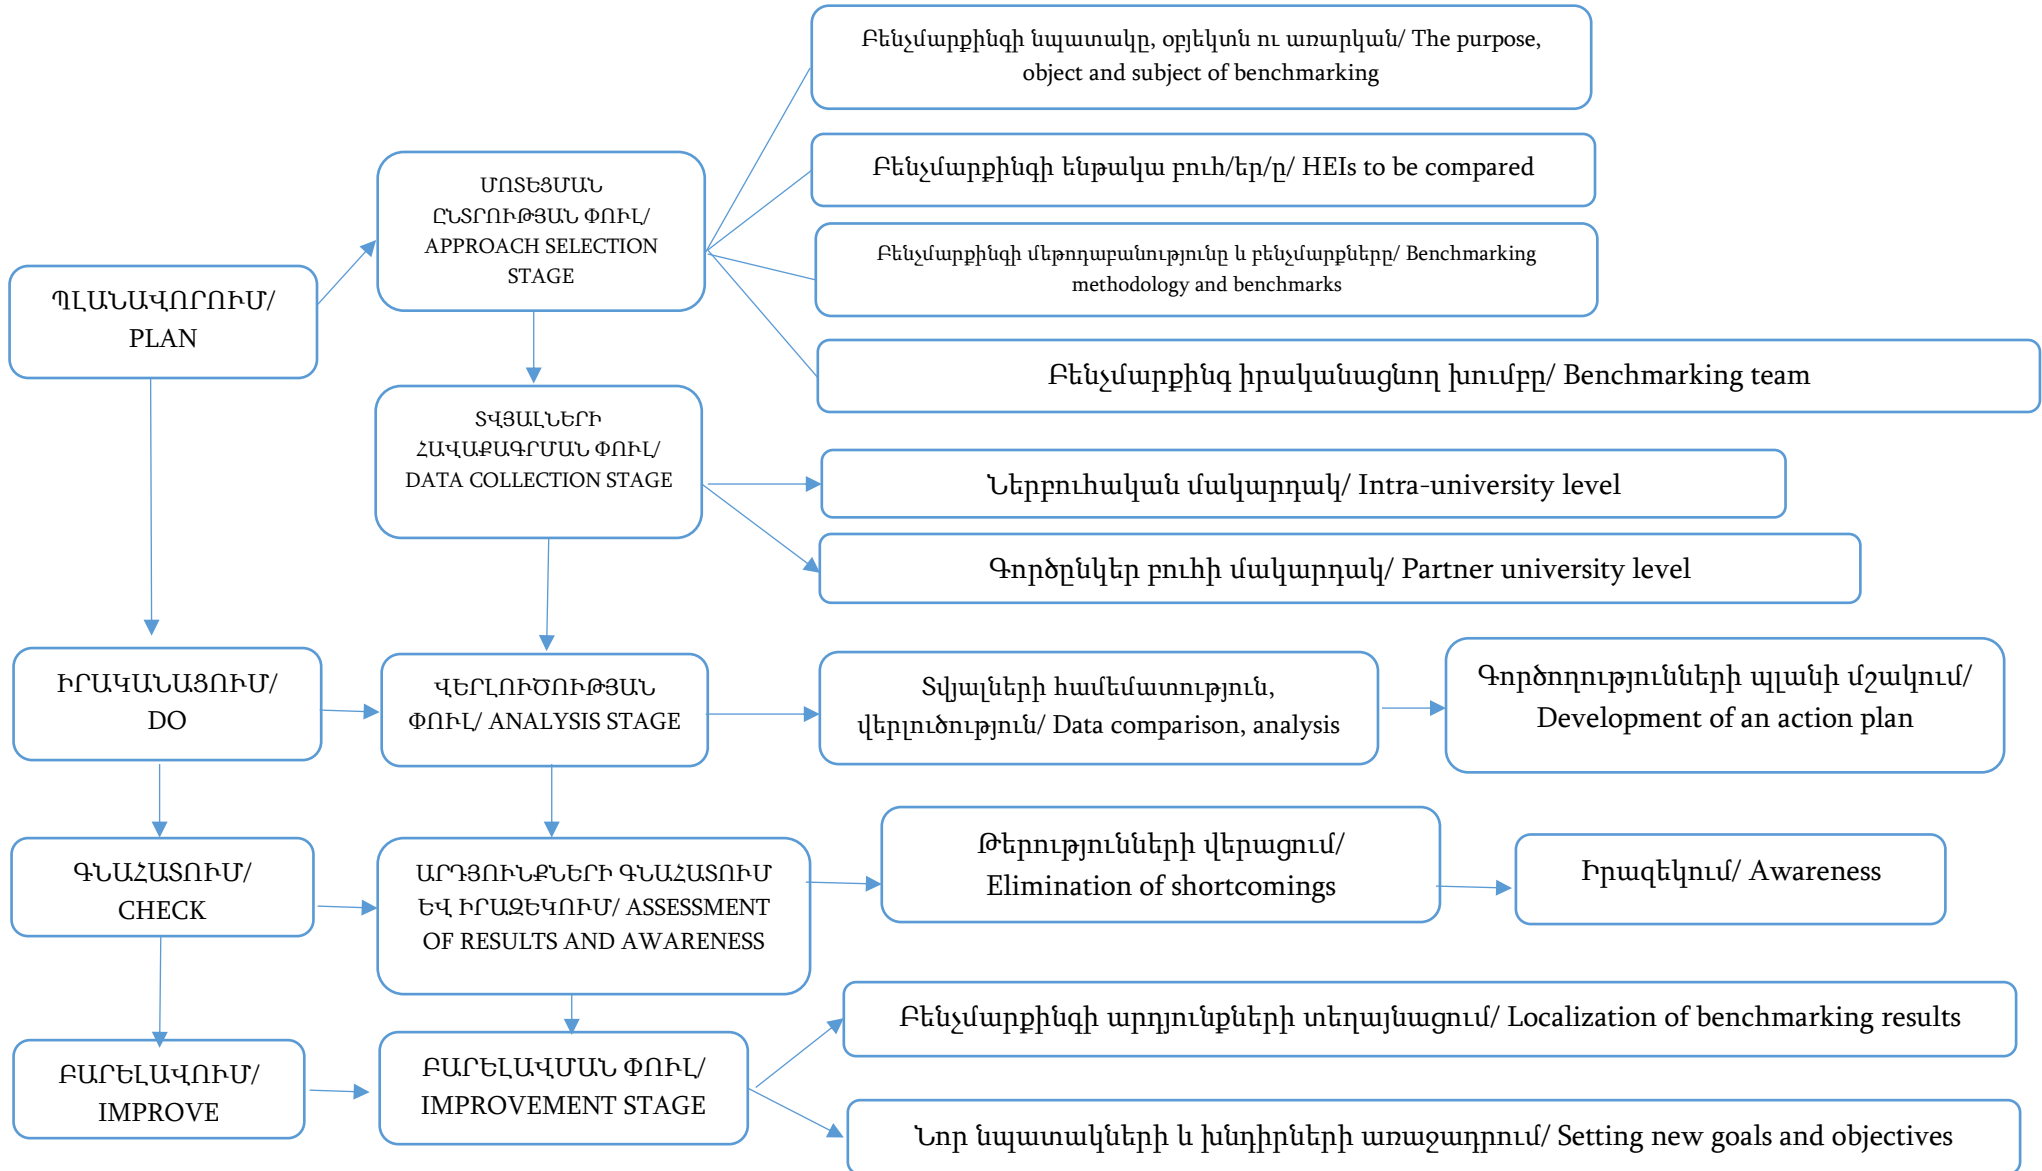 Բենչմարքինգի նպատակը, օբյեկտն ու առարկան/ The purpose,
object and subject of benchmarking
Բենչմարքինգի ենթակա բուհ/եր/ը/ HEIs to be compared
ՄՈՏԵՑՄԱՆ
ԸՆՏՐՈՒԹՅԱՆ ՓՈՒԼ/
APPROACH SELECTION
STAGE
Բենչմարքինգի մեթոդաբանությունը և բենչմարքները/ Benchmarking
methodology and benchmarks
ՊԼԱՆԱՎՈՐՈՒՄ/
PLAN
Բենչմարքինգ իրականացնող խումբը/ Benchmarking team
ՏՎՅԱԼՆԵՐԻ
ՀԱՎԱՔԱԳՐՄԱՆ ՓՈՒԼ/
DATA COLLECTION STAGE
Ներբուհական մակարդակ/ Intra-university level
Գործընկեր բուհի մակարդակ/ Partner university level
ԻՐԱԿԱՆԱՑՈՒՄ/
DO
ՎԵՐԼՈՒԾՈՒԹՅԱՆ
ՓՈՒԼ/ ANALYSIS STAGE
Տվյալների համեմատություն,
վերլուծություն/ Data comparison, analysis
Գործողությունների պլանի մշակում/
Development of an action plan
ԳՆԱՀԱՏՈՒՄ/
CHECK
ԱՐԴՅՈՒՆՔՆԵՐԻ ԳՆԱՀԱՏՈՒՄ
ԵՎ ԻՐԱԶԵԿՈՒՄ/ ASSESSMENT
OF RESULTS AND AWARENESS
Թերությունների վերացում/
Elimination of shortcomings
Իրազեկում/ Awareness
ԲԱՐԵԼԱՎՈՒՄ/
IMPROVE
ԲԱՐԵԼԱՎՄԱՆ ՓՈՒԼ/
IMPROVEMENT STAGE
Բենչմարքինգի արդյունքների տեղայնացում/ Localization of benchmarking results
Նոր նպատակների և խնդիրների առաջադրում/ Setting new goals and objectives